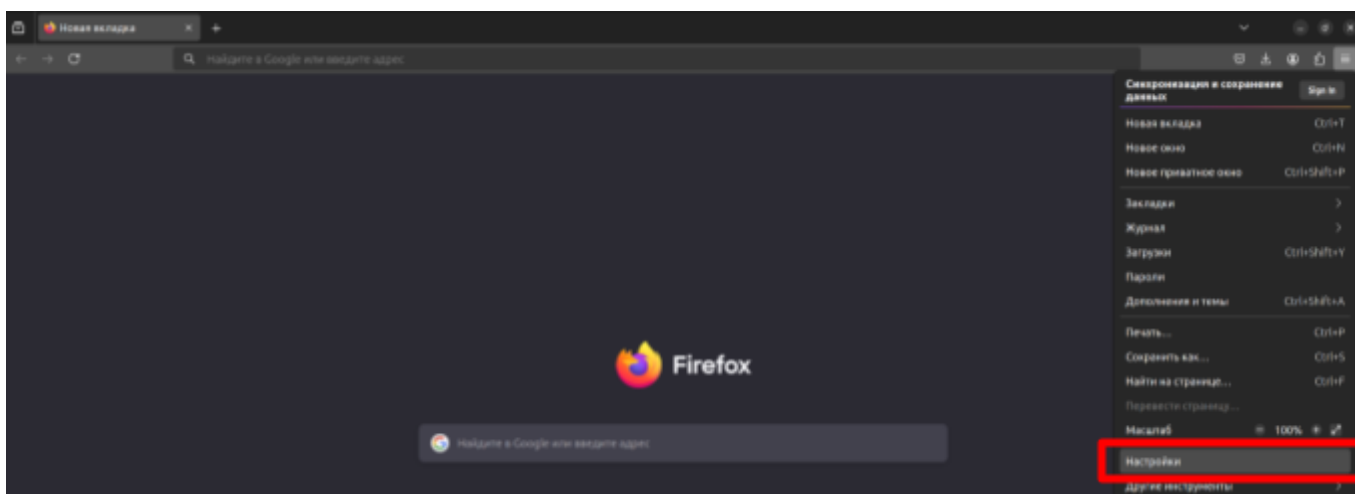 Новая вкладка
Найдите в Google или введите адрес
Синхронизация и сохранение
данных
Sign In
Новая вкладка Ctrl+T
Новое окно Ctrl+N
Новое приватное окно Ctrl+Shift+P
Закладки
Журнал
Загрузки Ctrl+Shift+Y
Пароли
Дополнения и темы Ctrl+Shift+A
Печать... Ctrl+P
Сохранить как... Ctrl+S
Найти на странице... Ctrl+F
Перевести страницу...
Масштаб 100%
Firefox
Найдите в Google или введите адрес
Настройки
Другие инструменты